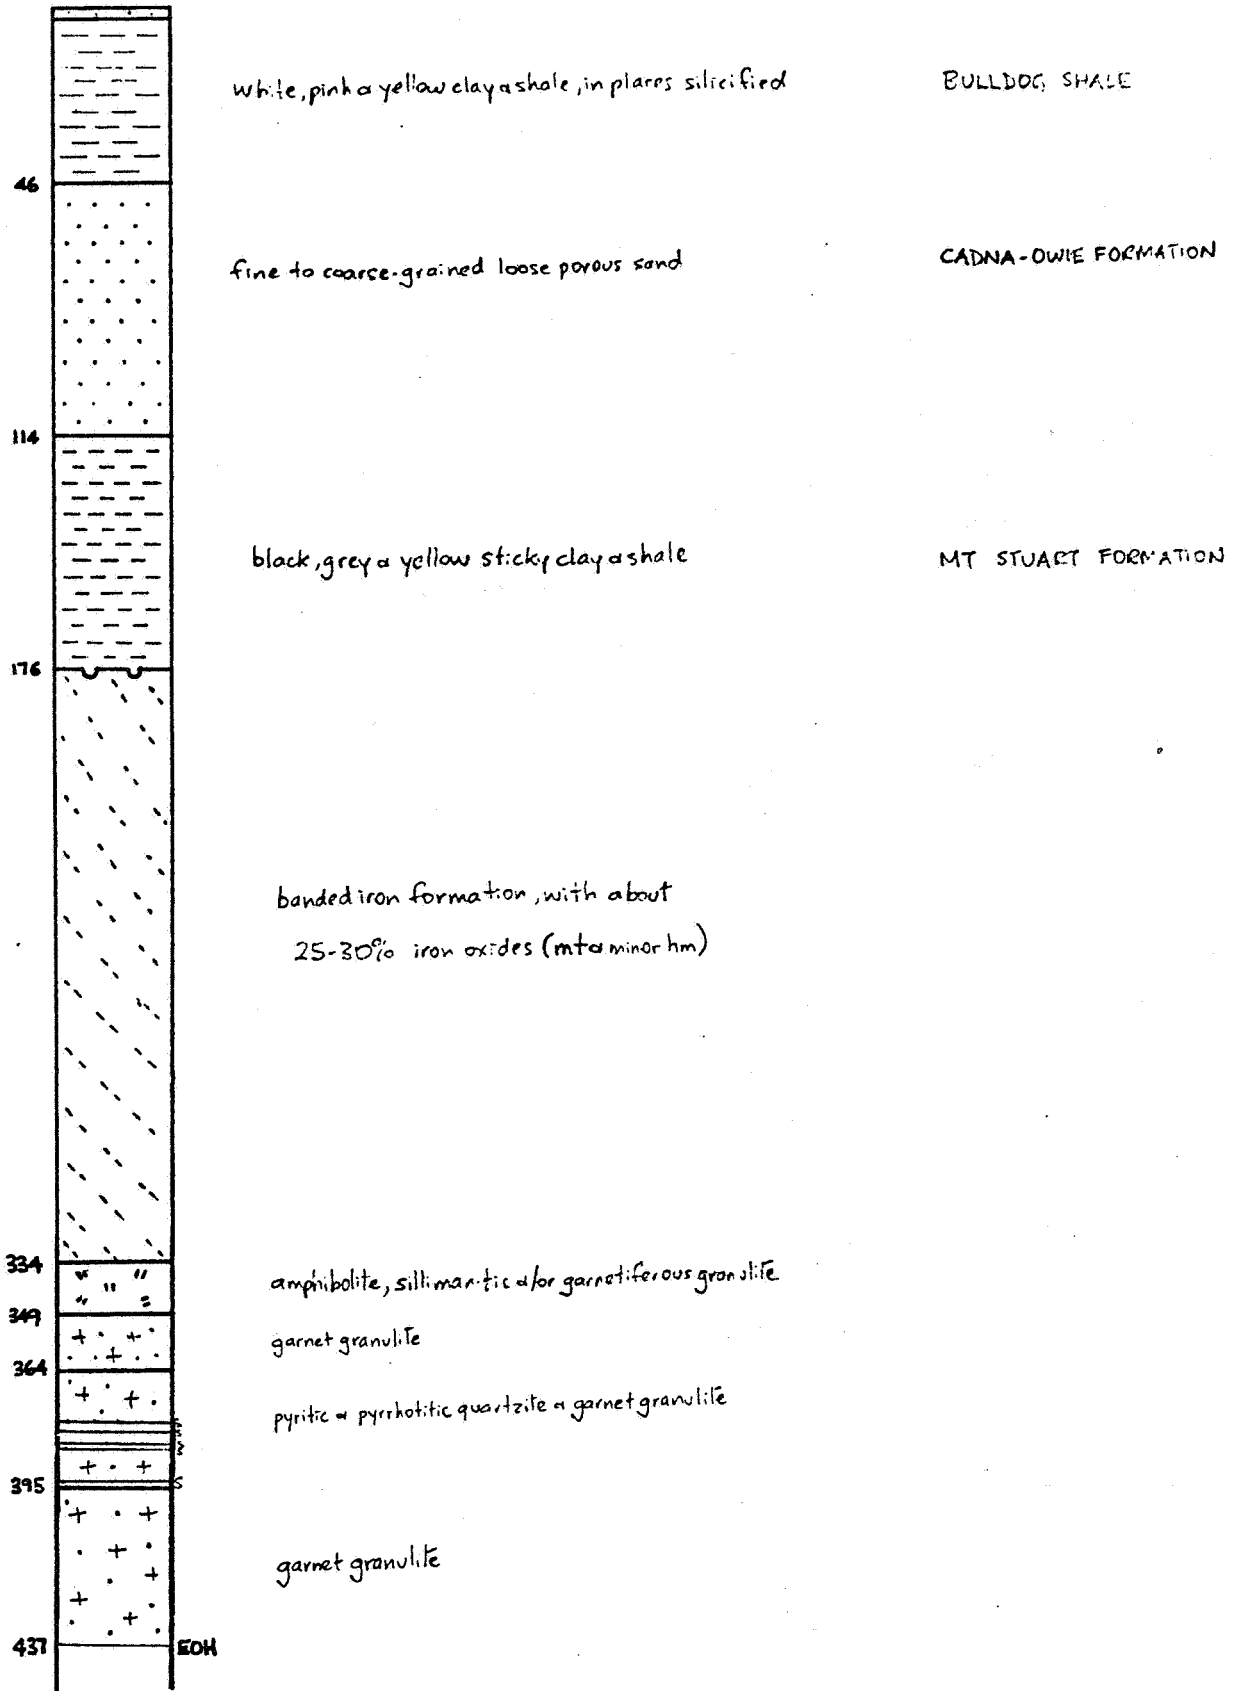 white, pink & yellow clay & shale, in places silicified
BULLDOG SHALE
46
fine to coarse-grained loose porous sand
CADNA-OWIE FORMATION
114
black, grey & yellow sticky clay & shale
MT STUART FORMATION
176
banded iron formation, with about
25-30% iron oxides (mt & minor hm)
334
amphibolite, sillimantic &/or garnetiferous granulite
349
garnet granulite
364
pyritic & pyrrhotitic quartzite & garnet granulite
395
garnet granulite
437
EOH